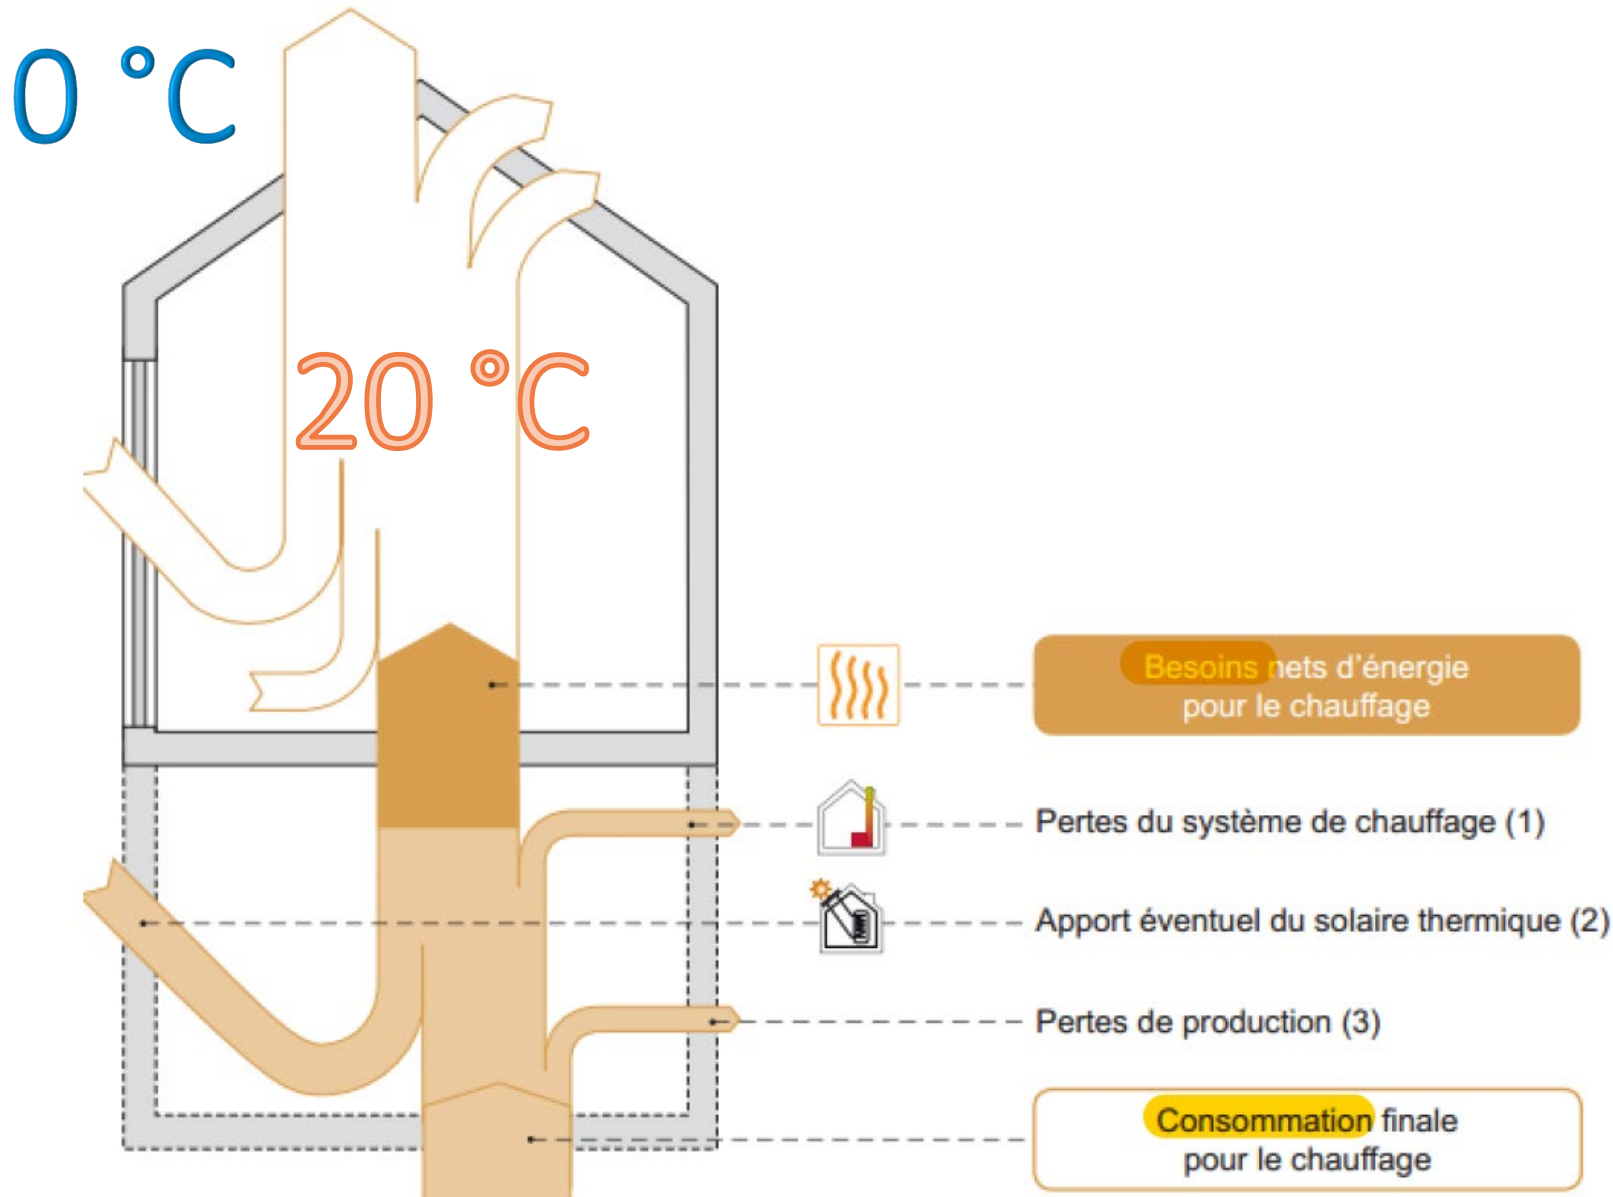 0 °C
20 °C
Besoins nets d’énergie
pour le chauffage
Pertes du système de chauffage (1)
Apport éventuel du solaire thermique (2)
Pertes de production (3)
Consommation finale
pour le chauffage